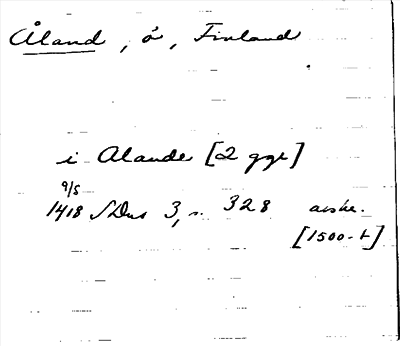 Åland, ö, Finland
i Alande [2 ggr]
9/5
1418 SDns 3, s. 328 avskr.
[1500-t]